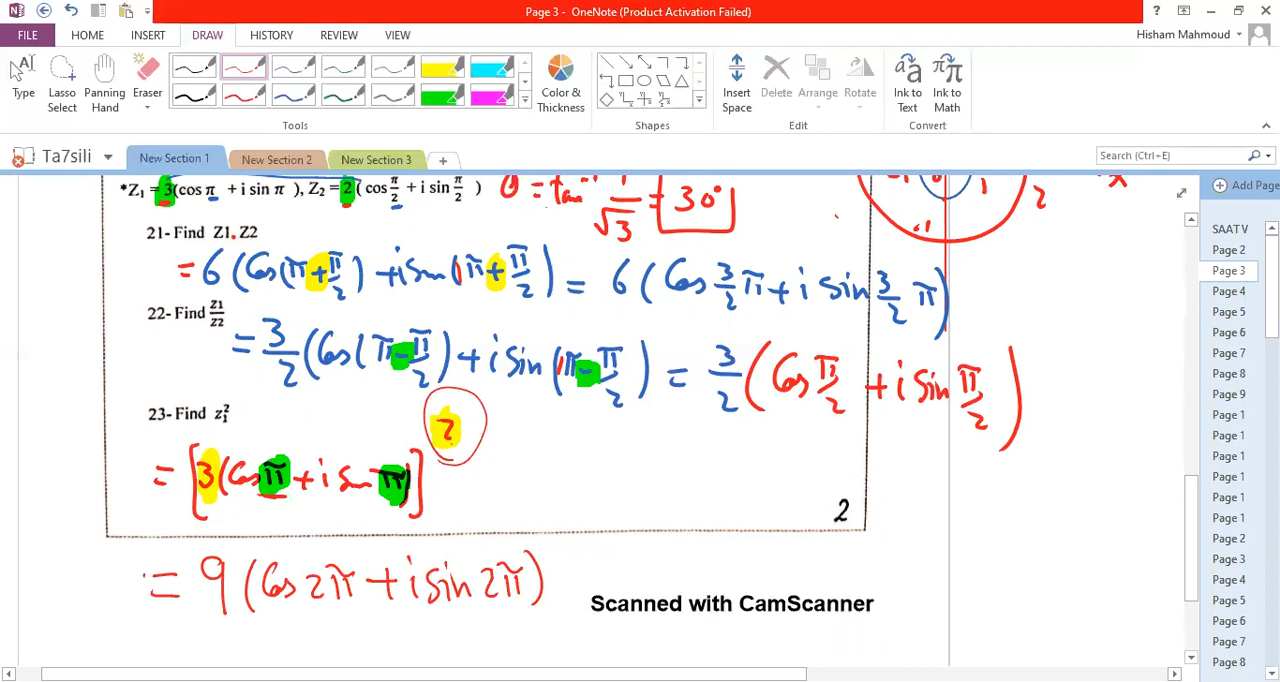 Page 3 - OneNote (Product Activation Failed)
FILE HOME INSERT DRAW HISTORY REVIEW VIEW Hisham Mahmoud
Type Lasso Select Panning Hand Eraser Color & Thickness Insert Space Delete Arrange Rotate Ink to Text Ink to Math
Tools Shapes Edit Convert
Ta7sili New Section 1 New Section 2 New Section 3 Search (Ctrl+E)
Add Page
*Z1 = 3(cos π + i sin π ), Z2 = 2( cos π/2 + i sin π/2 ) θ = tan⁻ 1/√3 = 30° 1 2 x
21- Find Z1. Z2
= 6 (Cos(π + π/2) + i sin(π + π/2) = 6 (Cos 3/2 π + i Sin 3/2 π)
22- Find Z1/Z2
= 3/2 (Cos(π - π/2) + i Sin(π - π/2) = 3/2 (Cos π/2 + i Sin π/2)
23- Find z₁²
= [3(Cos π + i sin π)]²
2
= 9 (Cos 2π + i sin 2π)
Scanned with CamScanner
SAAT V
Page 2
Page 3
Page 4
Page 5
Page 6
Page 7
Page 8
Page 9
Page 1
Page 1
Page 1
Page 1
Page 1
Page 2
Page 3
Page 4
Page 5
Page 6
Page 7
Page 8